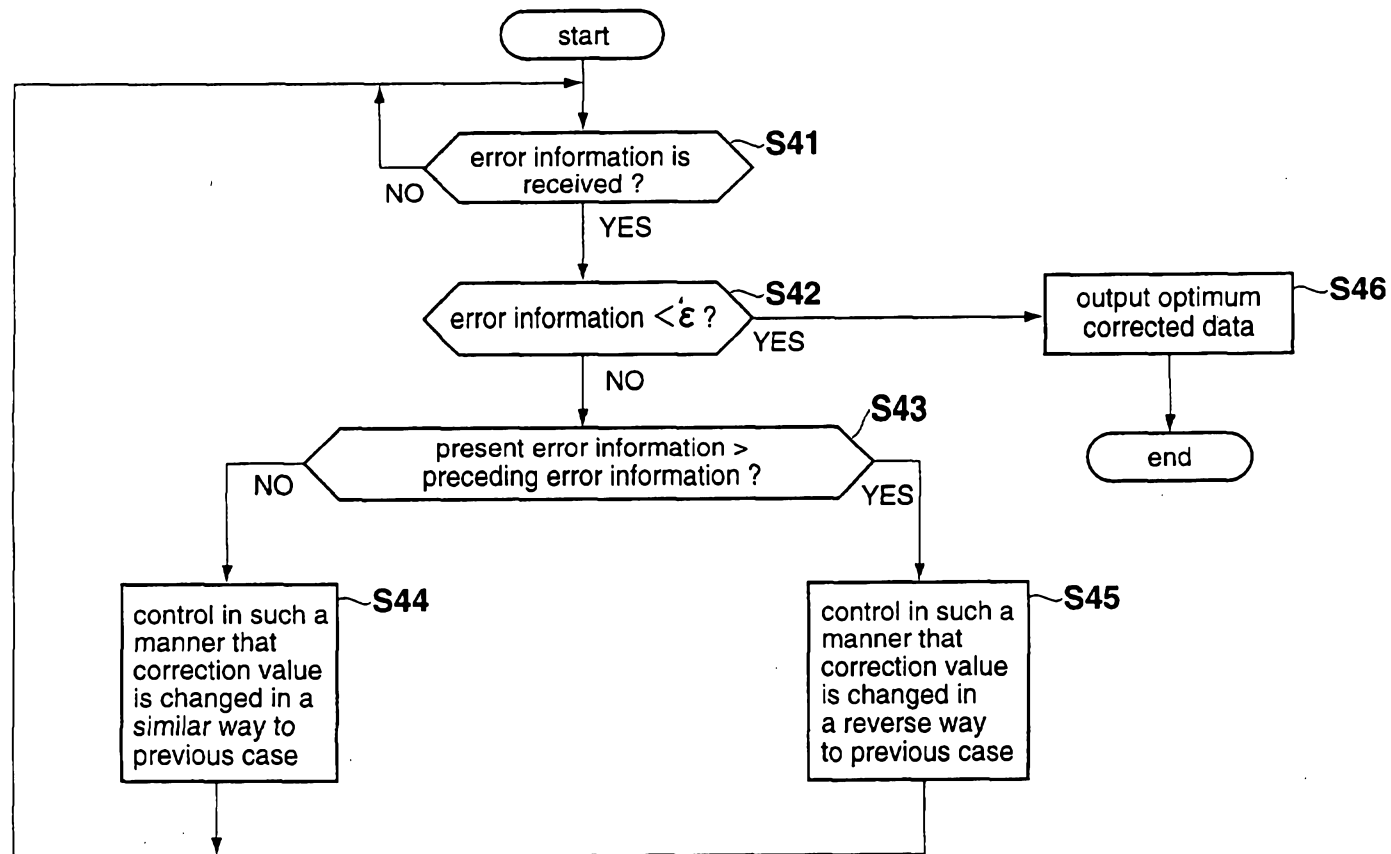 start
error information is
received ?
S41
NO
YES
error information < ε ?
S42
YES
NO
output optimum
corrected data
S46
end
present error information >
preceding error information ?
S43
NO
YES
control in such a
manner that
correction value
is changed in a
similar way to
previous case
S44
control in such a
manner that
correction value
is changed in
a reverse way
to previous case
S45